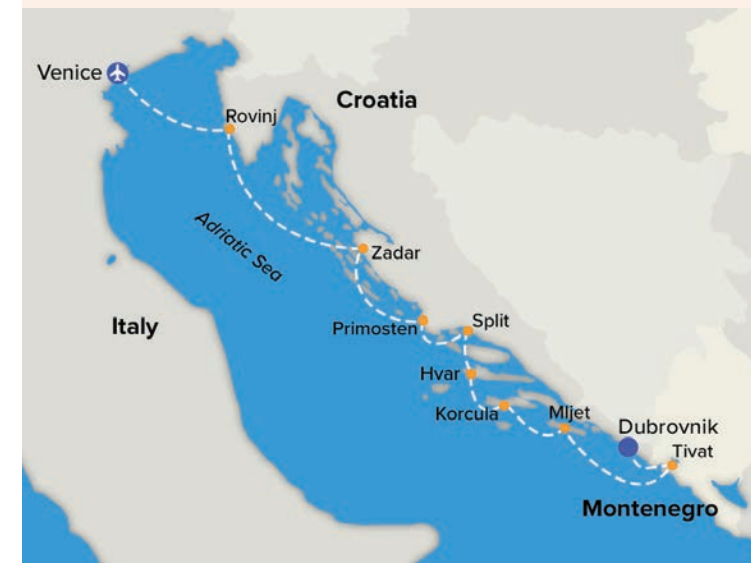 Venice
Croatia
Rovinj
Adriatic Sea
Zadar
Italy
Primosten
Split
Hvar
Korcula
Mljet
Dubrovnik
Tivat
Montenegro